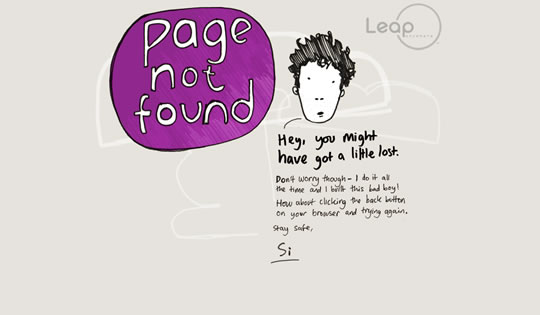 page
not
found
Leap
Hey, you might
have got a little lost.
Don't worry though - I do it all
the time and I built this bad boy!
How about clicking the back button
on your browser and trying again.
Stay safe,
Si